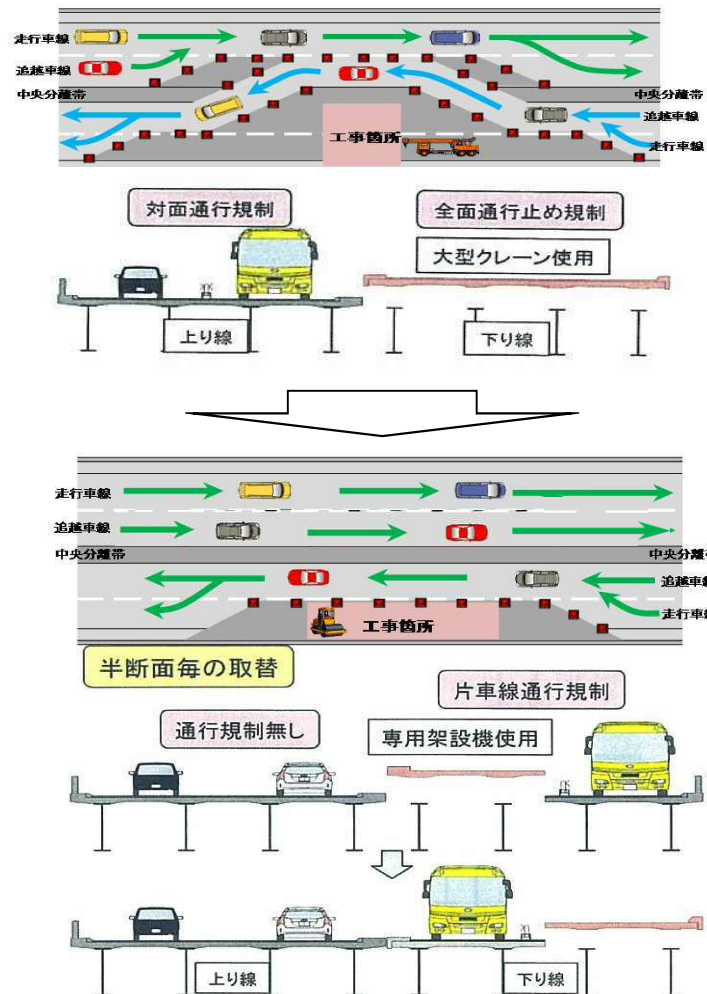 走行車線
追越車線
中央分離帯
中央分離帯
追越車線
走行車線
工事箇所
対面通行規制
全面通行止め規制
大型クレーン使用
上り線
下り線
走行車線
追越車線
中央分離帯
中央分離帯
追越車線
走行車線
工事箇所
半断面毎の取替
片車線通行規制
通行規制無し
専用架設機使用
上り線
下り線